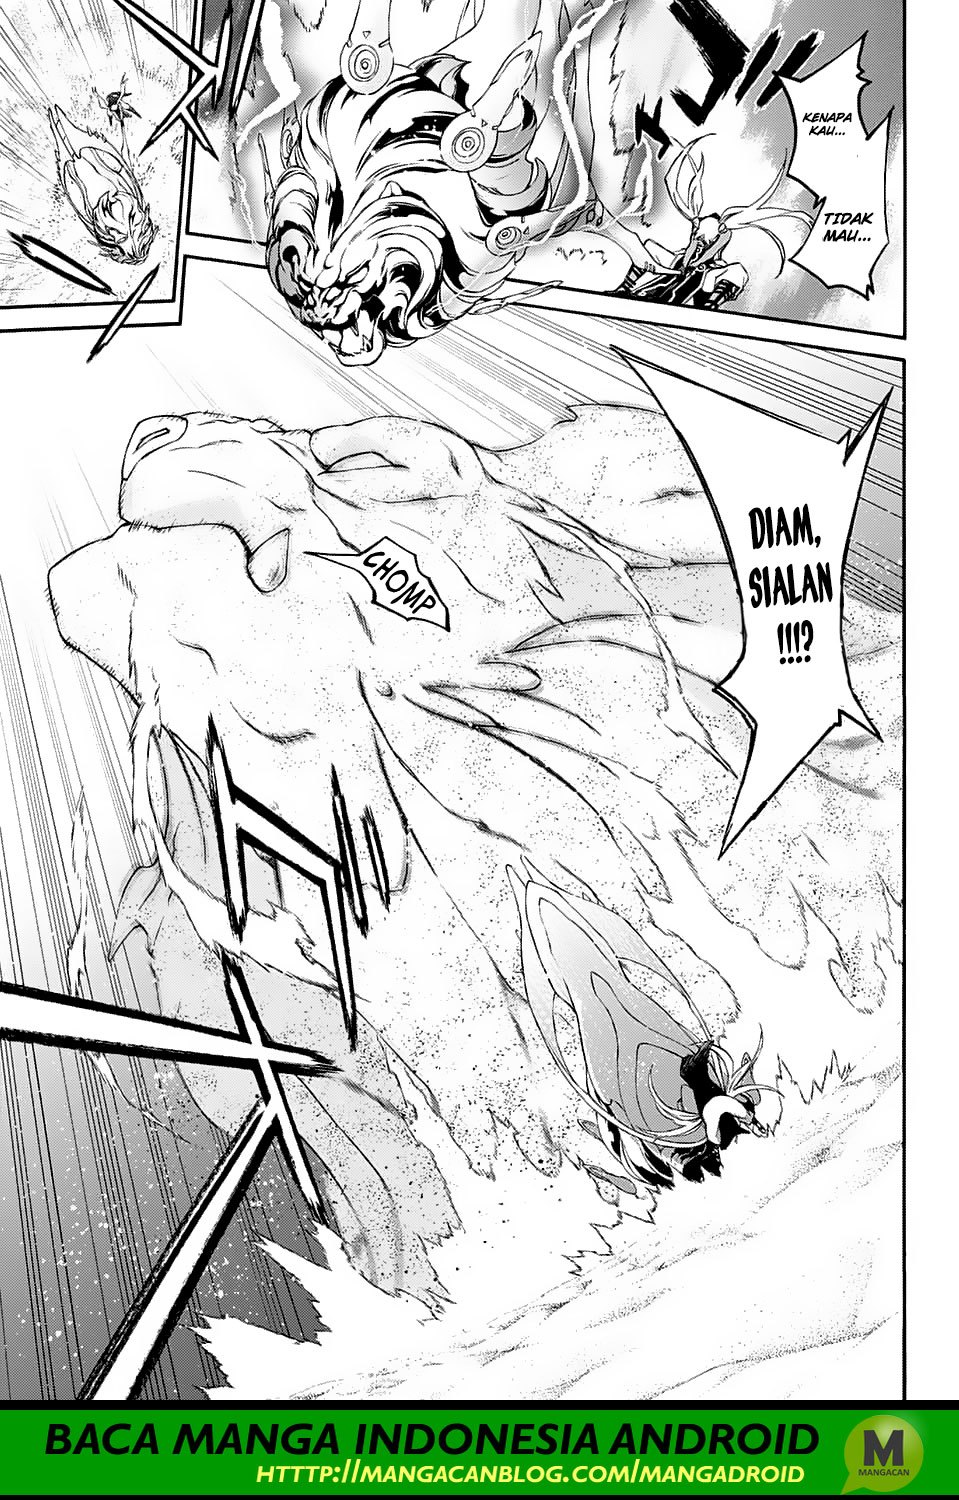 KENAPA
KAU...
TIDAK
MAU...
DIAM,
SIALAN
!!!?
CHOMP
BACA MANGA INDONESIA ANDROID
HTTTP://MANGACANBLOG.COM/MANGADROID
M
MANGACAN